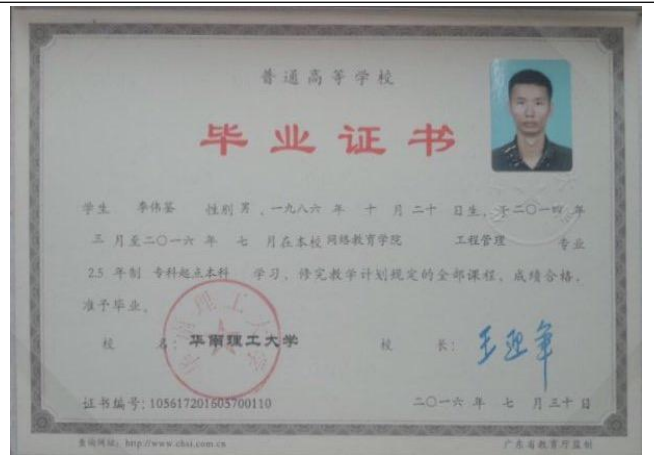 普通高等学校
毕业证书
学生 李伟鉴 性别 男 ，一九八六 年 十 月 二十 日生，于二〇一四 年
三 月至二〇一六 年 七 月在本校 网络教育学院 工程管理 专业
2.5 年制 专科起点本科 学习，修完教学计划规定的全部课程，成绩合格，
准予毕业。
校 名：华南理工大学 校 长：
证书编号：105617201605700110 二〇一六 年 七 月三十 日
查询网址：http://www.chsi.com.cn 广东省教育厅监制